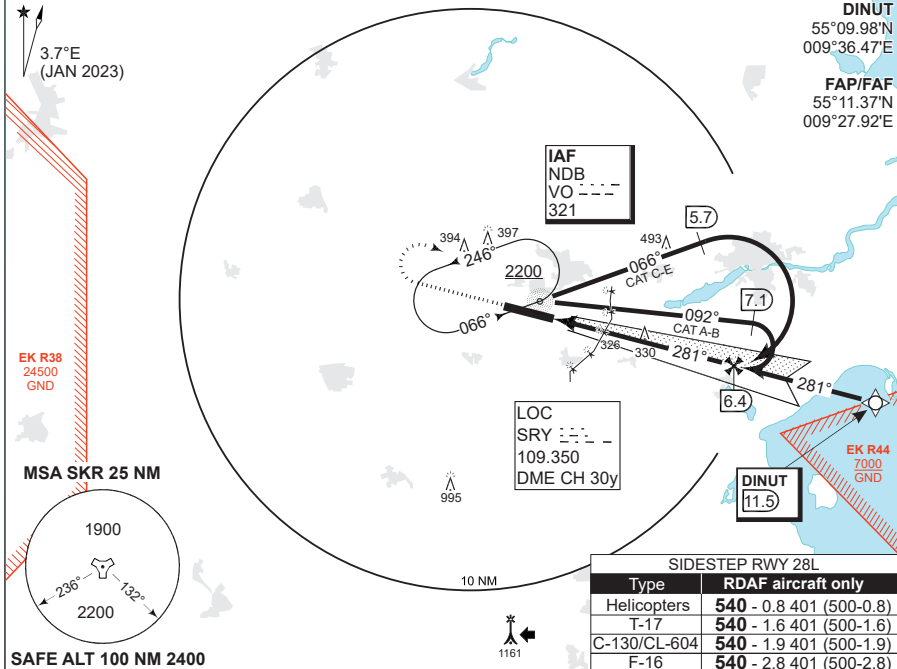 3.7°E
(JAN 2023)
DINUT
55°09.98'N
009°36.47'E
FAP/FAF
55°11.37'N
009°27.92'E
IAF
NDB
VO
321
5.7
394
397
493
246°
2200
066°
CAT C-E
7.1
092°
CAT A-B
066°
326
330
281°
281°
6.4
EK R38
24500
GND
LOC
SRY
109.350
DME CH 30y
EK R44
7000
GND
DINUT
11.5
MSA SKR 25 NM
1900
236°
132°
2200
995
10 NM
1161
SAFE ALT 100 NM 2400
SIDESTEP RWY 28L
Type RDAF aircraft only
Helicopters 540 - 0.8 401 (500-0.8)
T-17 540 - 1.6 401 (500-1.6)
C-130/CL-604 540 - 1.9 401 (500-1.9)
F-16 540 - 2.8 401 (500-2.8)